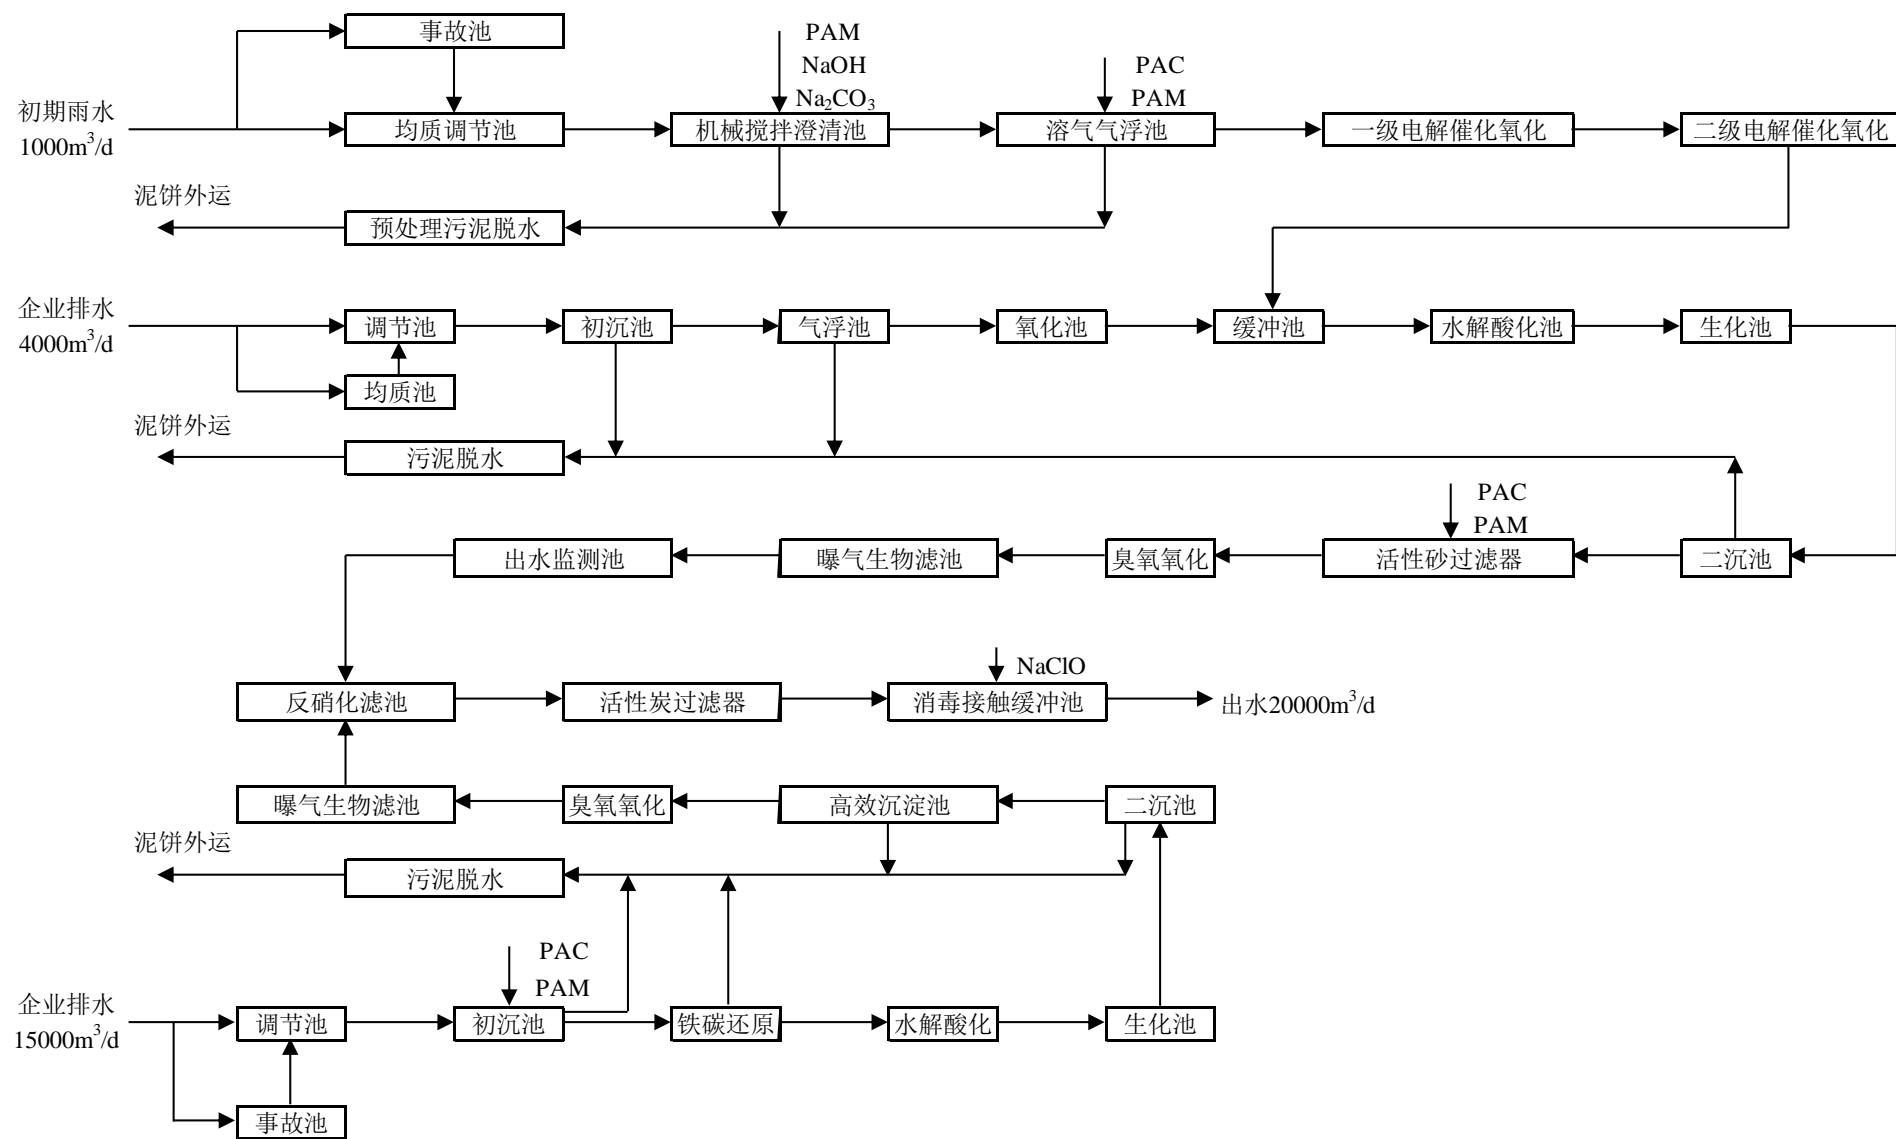 事故池
PAM
NaOH
Na₂CO₃
PAC
PAM
初期雨水
1000m³/d
均质调节池
机械搅拌澄清池
溶气气浮池
一级电解催化氧化
二级电解催化氧化
泥饼外运
预处理污泥脱水
企业排水
4000m³/d
调节池
初沉池
气浮池
氧化池
缓冲池
水解酸化池
生化池
均质池
泥饼外运
污泥脱水
PAC
PAM
出水监测池
曝气生物滤池
臭氧氧化
活性砂过滤器
二沉池
NaClO
反硝化滤池
活性炭过滤器
消毒接触缓冲池
出水20000m³/d
曝气生物滤池
臭氧氧化
高效沉淀池
二沉池
泥饼外运
污泥脱水
PAC
PAM
企业排水
15000m³/d
调节池
初沉池
铁碳还原
水解酸化
生化池
事故池